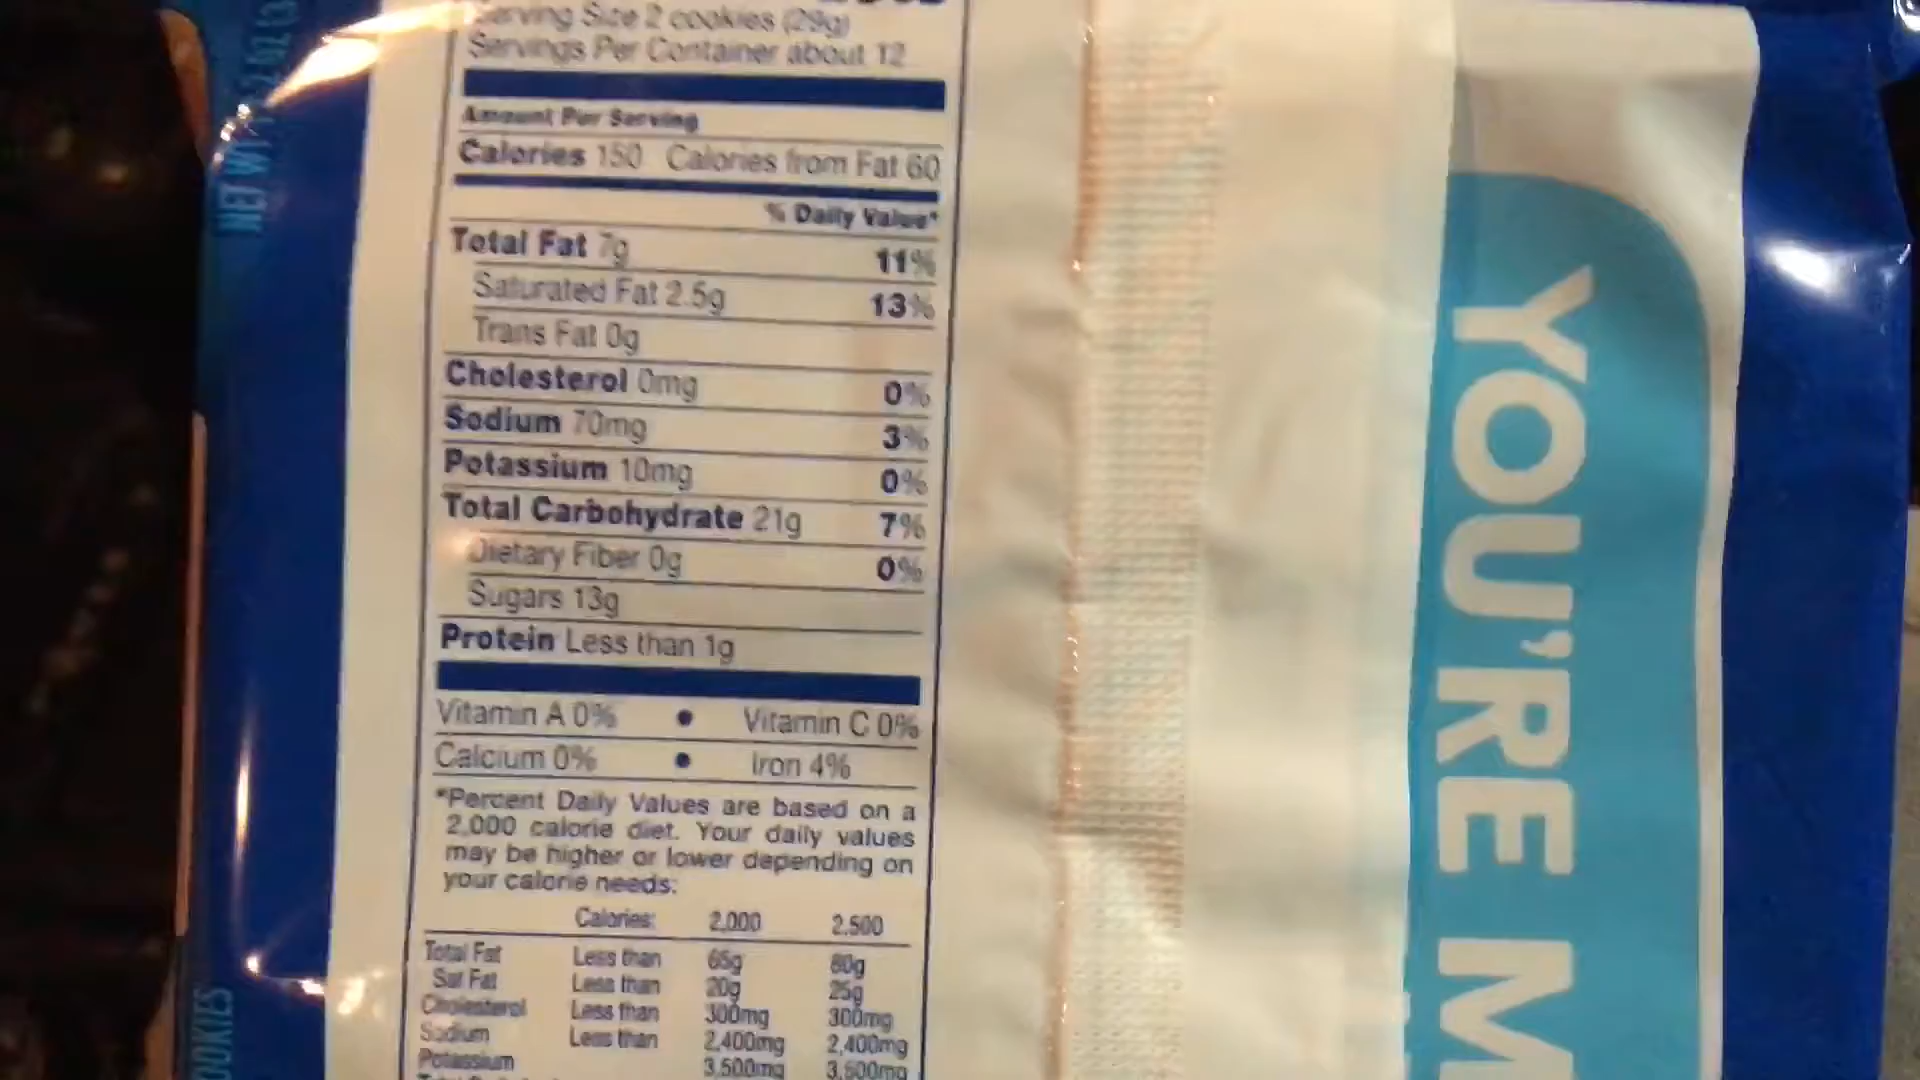 Serving Size 2 cookies (29g)
Servings Per Container about 12
Amount Per Serving
Calories 150 Calories from Fat 60
% Daily Value*
Total Fat 7g 11%
Saturated Fat 2.5g 13%
Trans Fat 0g
Cholesterol 0mg 0%
Sodium 70mg 3%
Potassium 10mg 0%
Total Carbohydrate 21g 7%
Dietary Fiber 0g 0%
Sugars 13g
Protein Less than 1g
Vitamin A 0% • Vitamin C 0%
Calcium 0% • Iron 4%
*Percent Daily Values are based on a
2,000 calorie diet. Your daily values
may be higher or lower depending on
your calorie needs:
Calories: 2,000 2,500
Total Fat Less than 65g 80g
Sat Fat Less than 20g 25g
Cholesterol Less than 300mg 300mg
Sodium Less than 2,400mg 2,400mg
Potassium 3,500mg 3,500mg
YOU'RE M
NET WT
OOKIES